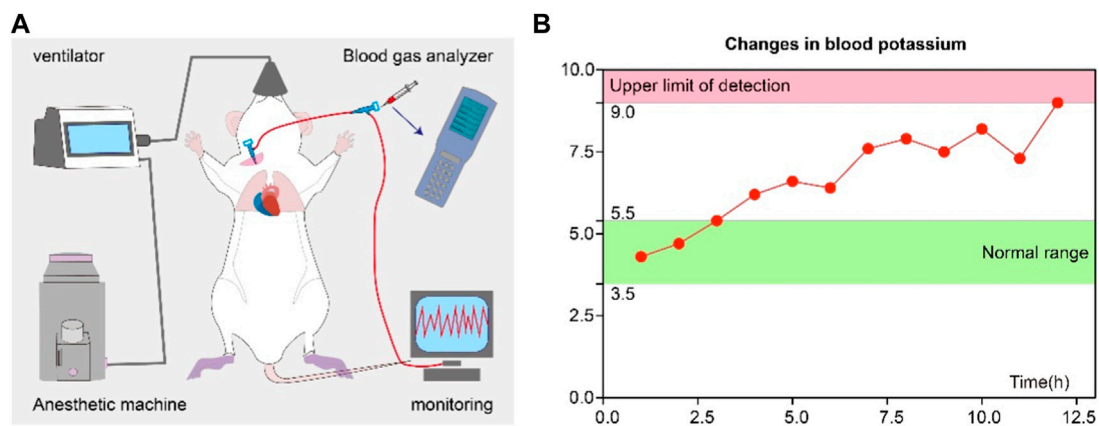 A
ventilator
Blood gas analyzer
Anesthetic machine
monitoring
B
Changes in blood potassium
10.0
Upper limit of detection
9.0
7.5
5.5
5.0
Normal range
3.5
2.5
Time(h)
0.0
0.0 2.5 5.0 7.5 10.0 12.5